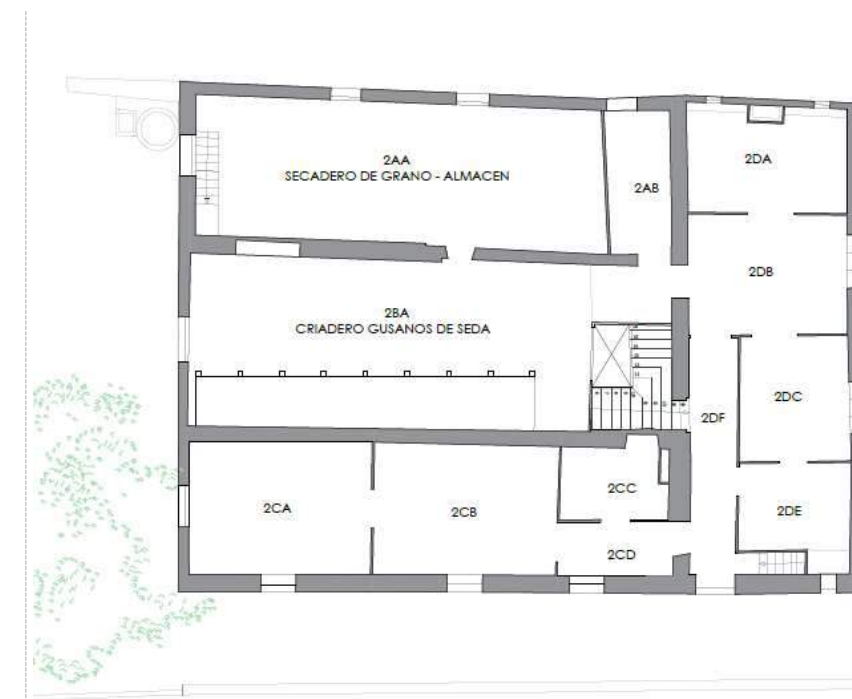 2AA
SECADERO DE GRANO - ALMACEN
2AB
2DA
2DB
2BA
CRIADERO GUSANOS DE SEDA
2DC
2DF
2CA
2CB
2CC
2DE
2CD